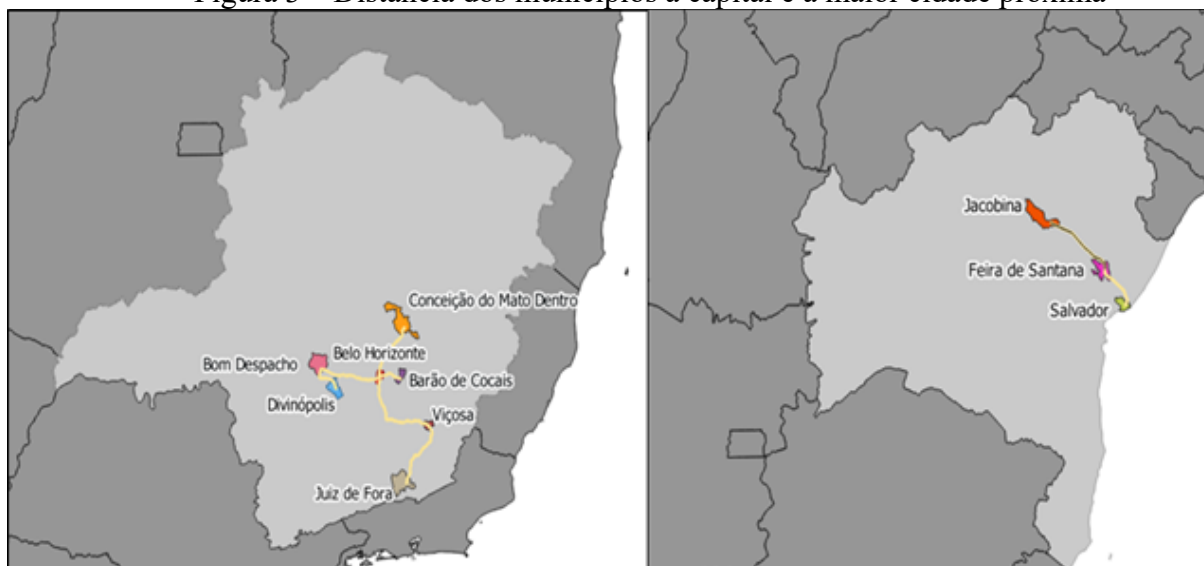 Figura 3 – Distância dos municípios à capital e à maior cidade próxima
Conceição do Mato Dentro
Belo Horizonte
Bom Despacho
Barão de Cocais
Divinópolis
Viçosa
Juiz de Fora
Jacobina
Feira de Santana
Salvador